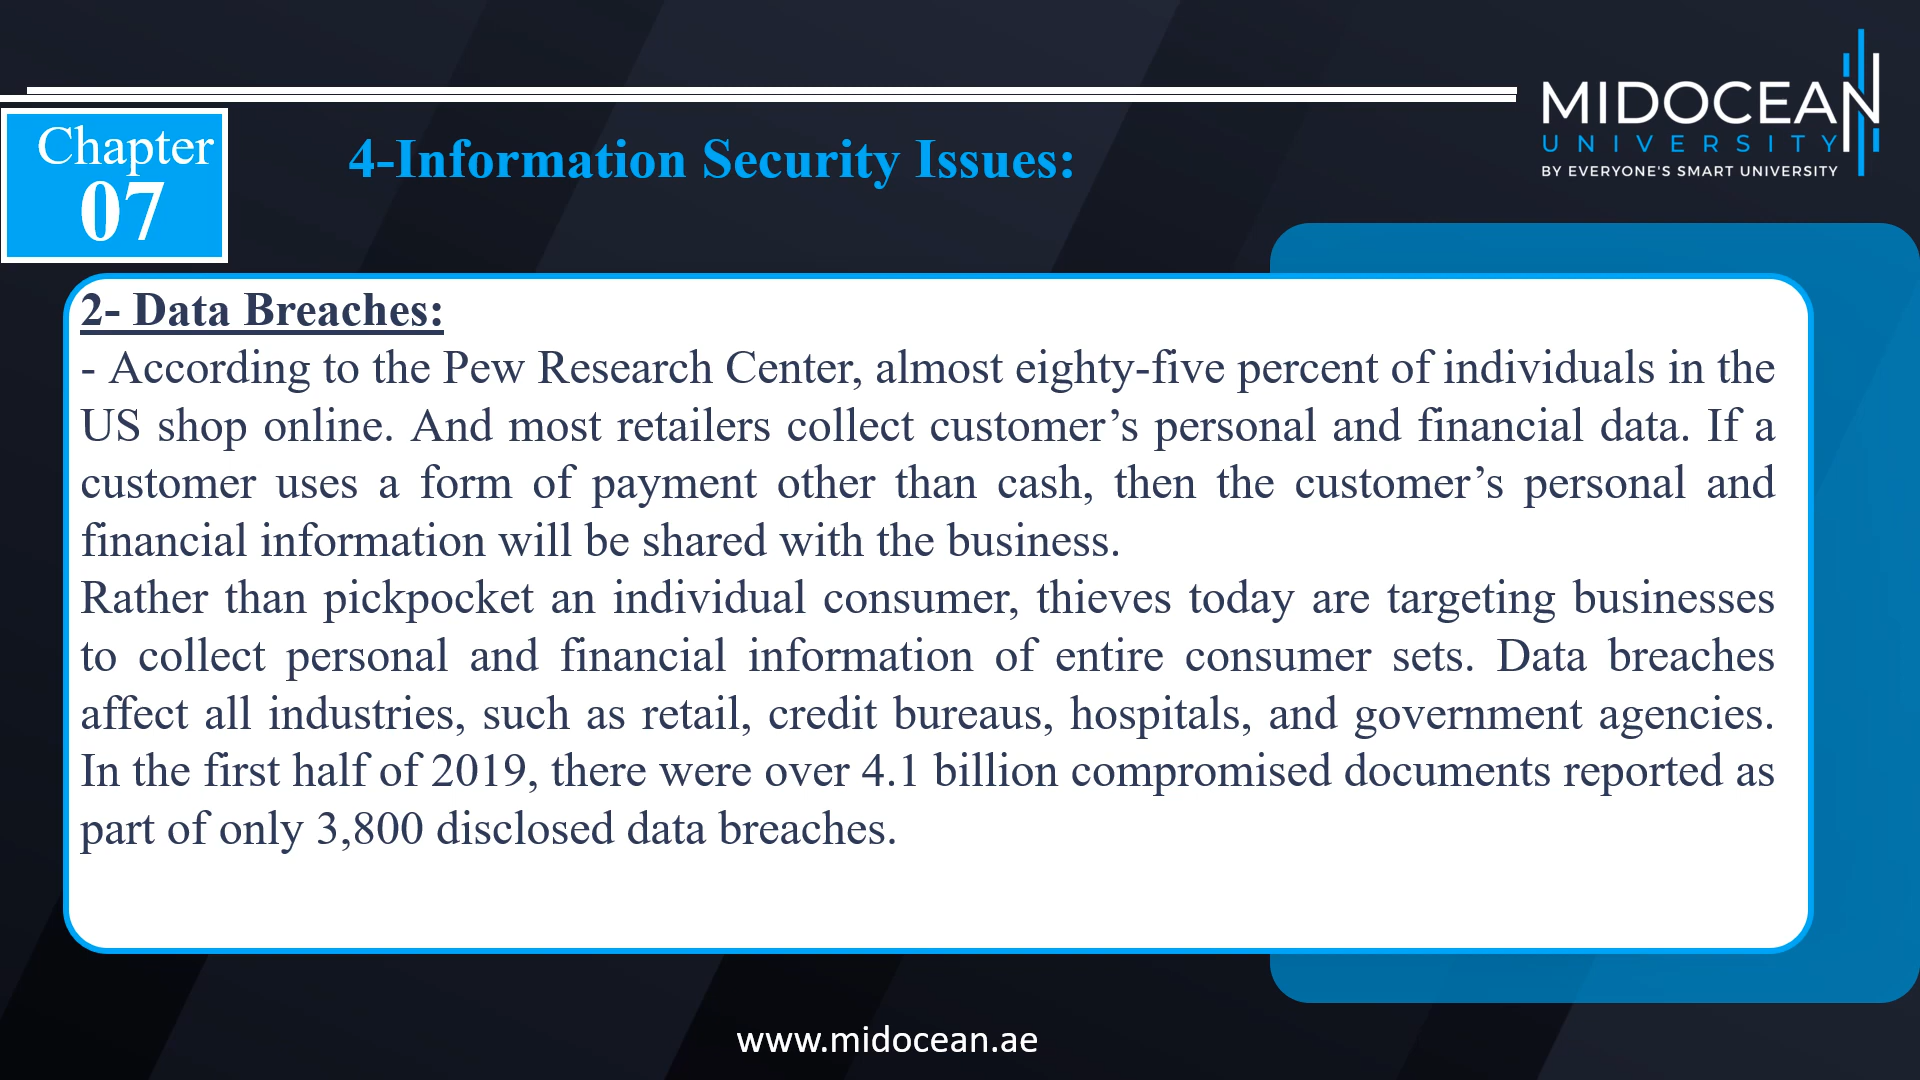 MIDOCEAN
UNIVERSITY
BY EVERYONE'S SMART UNIVERSITY
Chapter
07
4-Information Security Issues:
2- Data Breaches:
- According to the Pew Research Center, almost eighty-five percent of individuals in the
US shop online. And most retailers collect customer’s personal and financial data. If a
customer uses a form of payment other than cash, then the customer’s personal and
financial information will be shared with the business.
Rather than pickpocket an individual consumer, thieves today are targeting businesses
to collect personal and financial information of entire consumer sets. Data breaches
affect all industries, such as retail, credit bureaus, hospitals, and government agencies.
In the first half of 2019, there were over 4.1 billion compromised documents reported as
part of only 3,800 disclosed data breaches.
www.midocean.ae